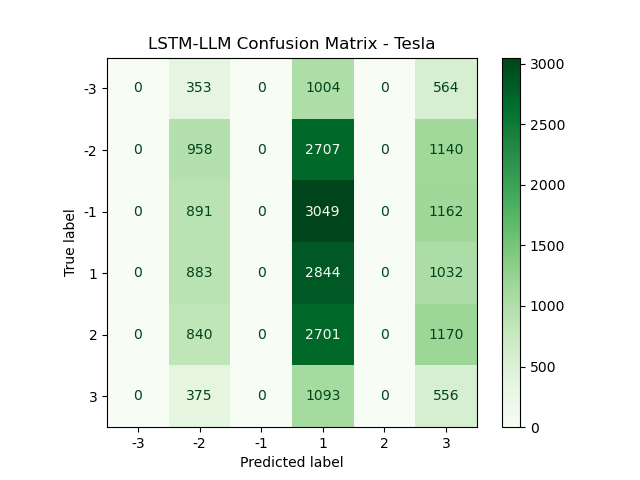 LSTM-LLM Confusion Matrix - Tesla
-3 0 353 0 1004 0 564
-2 0 958 0 2707 0 1140
-1 0 891 0 3049 0 1162
1 0 883 0 2844 0 1032
2 0 840 0 2701 0 1170
3 0 375 0 1093 0 556
-3 -2 -1 1 2 3
Predicted label
True label
3000
2500
2000
1500
1000
500
0